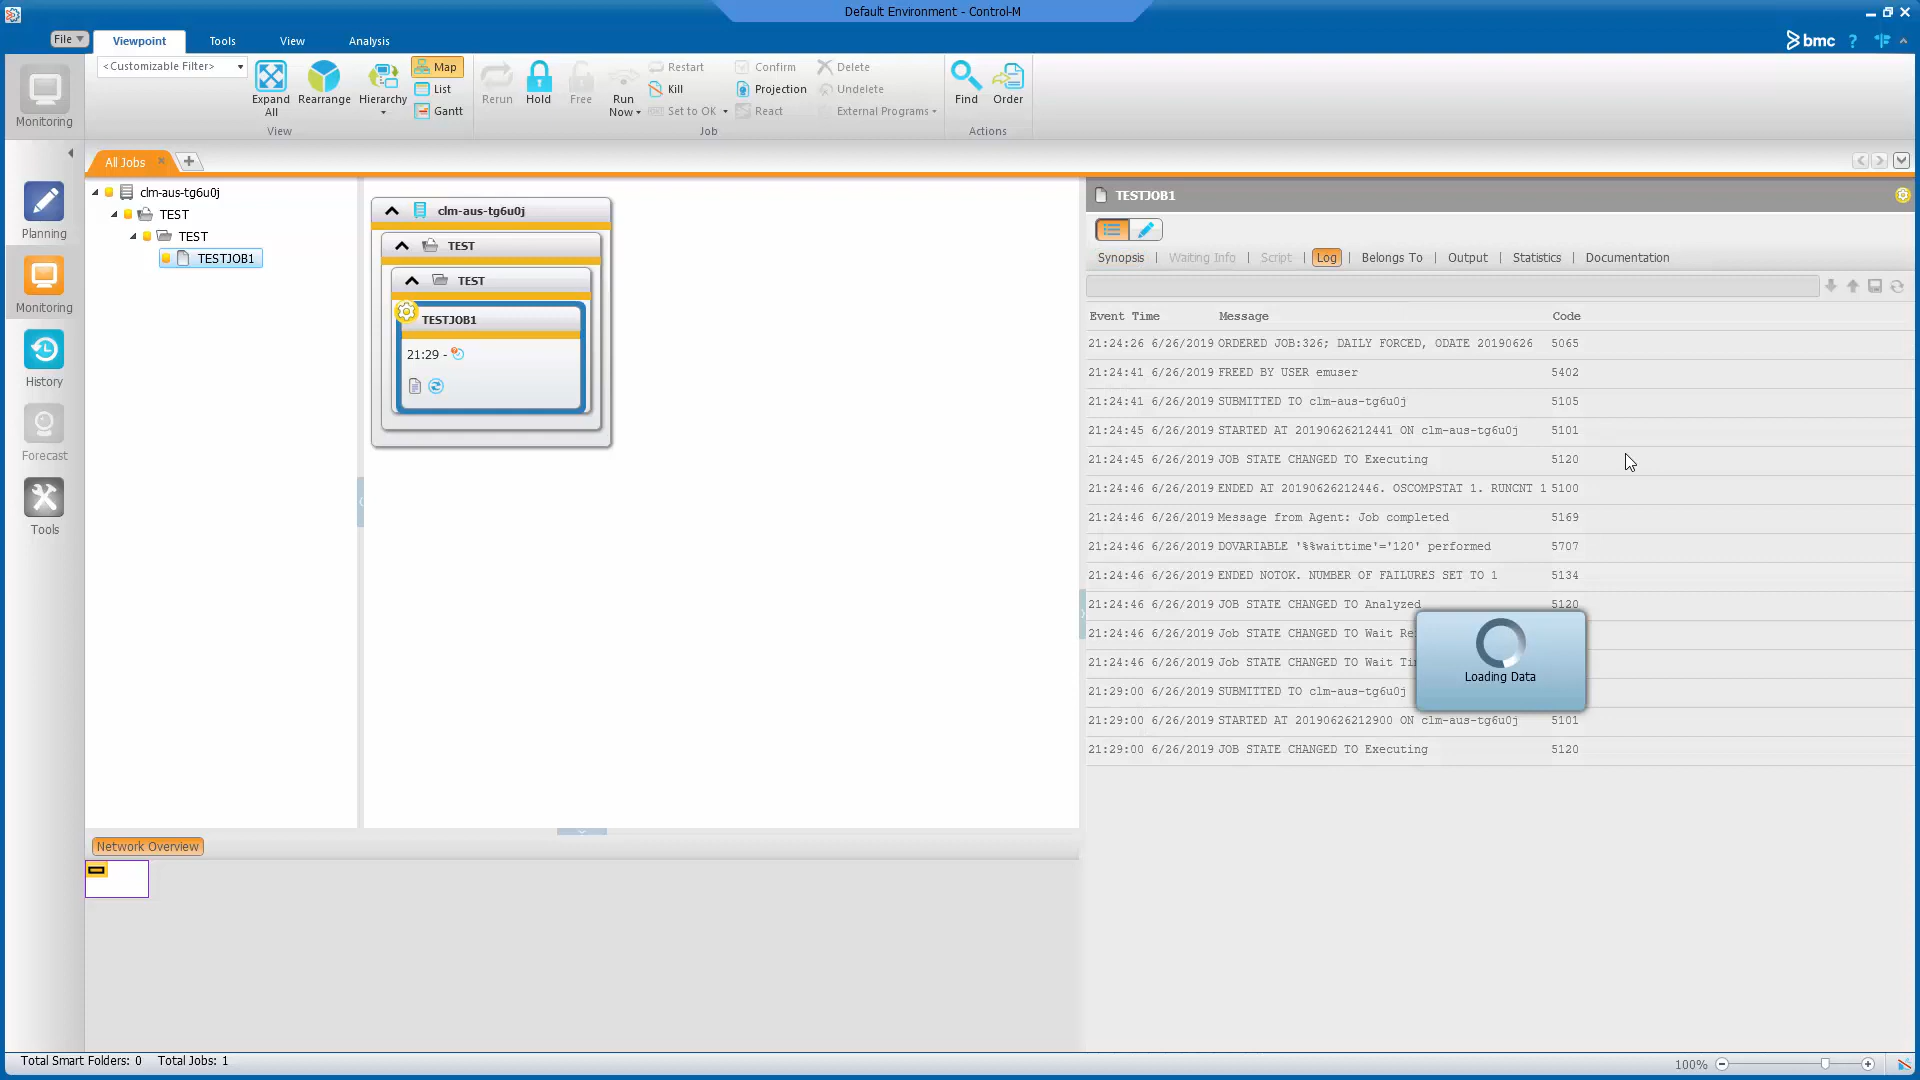 Default Environment - Control-M
File
Viewpoint
Tools
View
Analysis
bmc
?
<Customizable Filter>
Expand All
Rearrange
Hierarchy
Map
List
Gantt
View
Rerun
Hold
Free
Run Now
Restart
Kill
Set to OK
Confirm
Projection
React
Delete
Undelete
External Programs
Job
Find
Order
Actions
Monitoring
Planning
Monitoring
History
Forecast
Tools
All Jobs
clm-aus-tg6u0j
TEST
TEST
TESTJOB1
clm-aus-tg6u0j
TEST
TEST
TESTJOB1
21:29 -
TESTJOB1
Synopsis | Waiting Info | Script | Log | Belongs To | Output | Statistics | Documentation
Event Time Message Code
21:24:26 6/26/2019 ORDERED JOB:326; DAILY FORCED, ODATE 20190626 5065
21:24:41 6/26/2019 FREED BY USER emuser 5402
21:24:41 6/26/2019 SUBMITTED TO clm-aus-tg6u0j 5105
21:24:45 6/26/2019 STARTED AT 20190626212441 ON clm-aus-tg6u0j 5101
21:24:45 6/26/2019 JOB STATE CHANGED TO Executing 5120
21:24:46 6/26/2019 ENDED AT 20190626212446. OSCOMPSTAT 1. RUNCNT 1 5100
21:24:46 6/26/2019 Message from Agent: Job completed 5169
21:24:46 6/26/2019 DOVARIABLE '%%waittime'='120' performed 5707
21:24:46 6/26/2019 ENDED NOTOK. NUMBER OF FAILURES SET TO 1 5134
21:24:46 6/26/2019 JOB STATE CHANGED TO Analyzed 5120
21:24:46 6/26/2019 Job STATE CHANGED TO Wait Re
21:24:46 6/26/2019 Job STATE CHANGED TO Wait Ti
21:29:00 6/26/2019 SUBMITTED TO clm-aus-tg6u0j
21:29:00 6/26/2019 STARTED AT 20190626212900 ON clm-aus-tg6u0j 5101
21:29:00 6/26/2019 JOB STATE CHANGED TO Executing 5120
Loading Data
Network Overview
Total Smart Folders: 0 Total Jobs: 1
100%